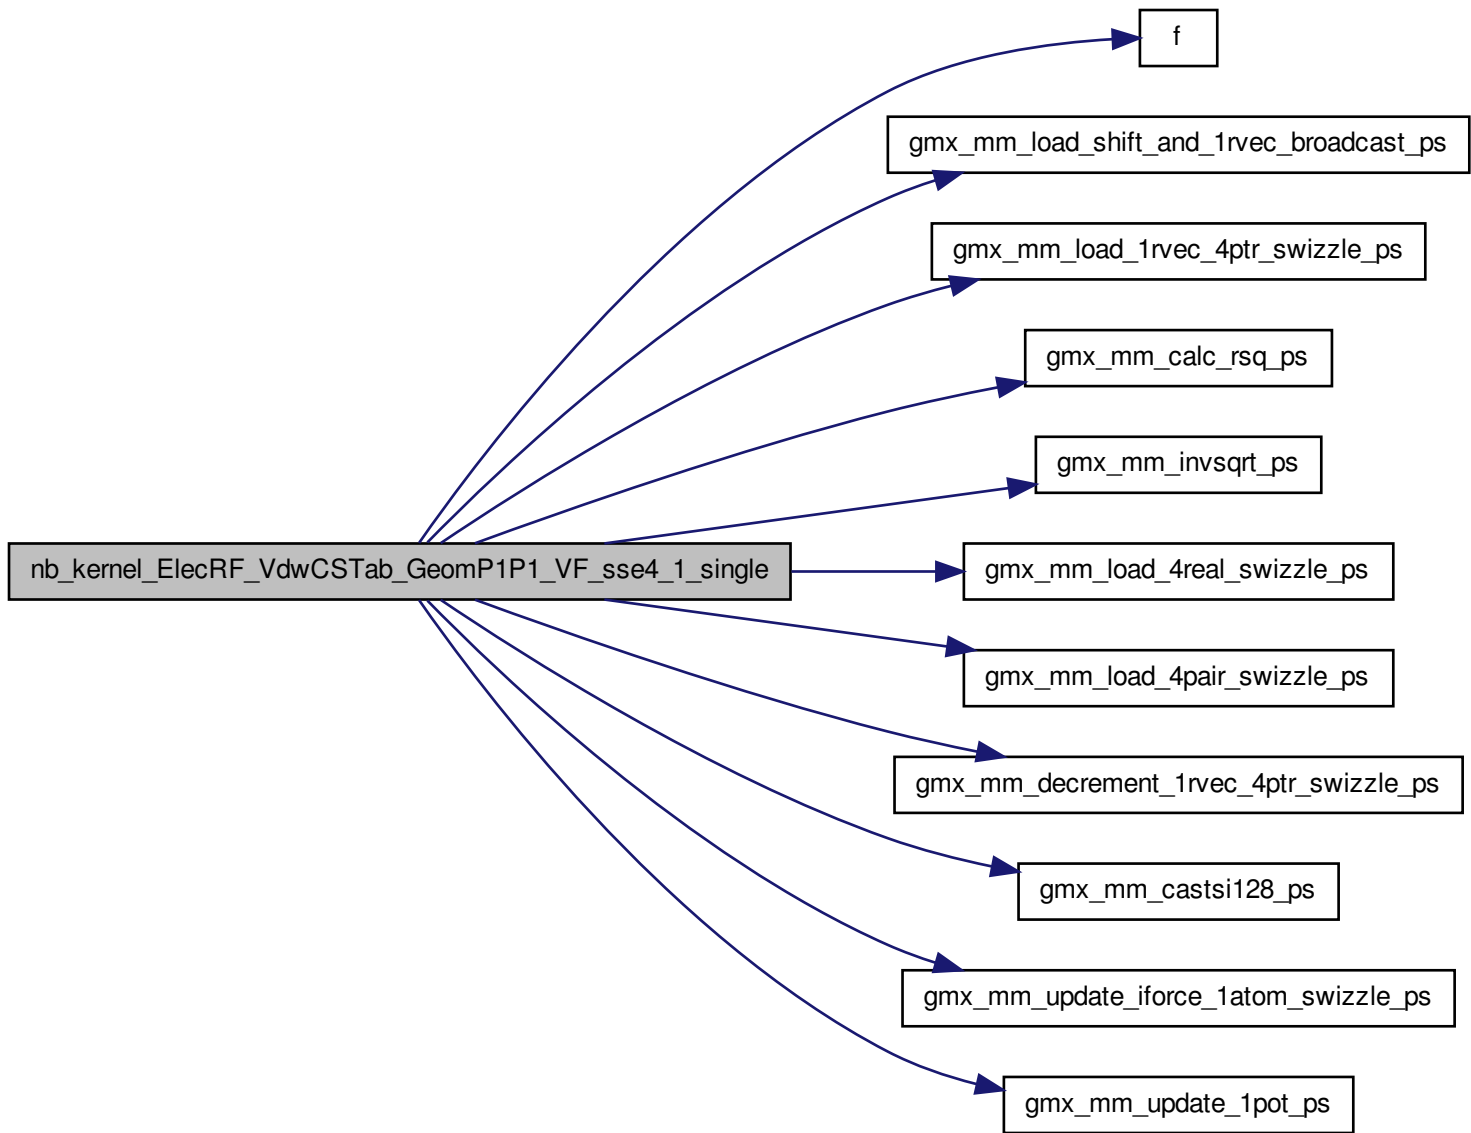 f
gmx_mm_load_shift_and_1rvec_broadcast_ps
gmx_mm_load_1rvec_4ptr_swizzle_ps
gmx_mm_calc_rsq_ps
gmx_mm_invsqrt_ps
nb_kernel_ElecRF_VdwCSTab_GeomP1P1_VF_sse4_1_single
gmx_mm_load_4real_swizzle_ps
gmx_mm_load_4pair_swizzle_ps
gmx_mm_decrement_1rvec_4ptr_swizzle_ps
gmx_mm_castsi128_ps
gmx_mm_update_iforce_1atom_swizzle_ps
gmx_mm_update_1pot_ps